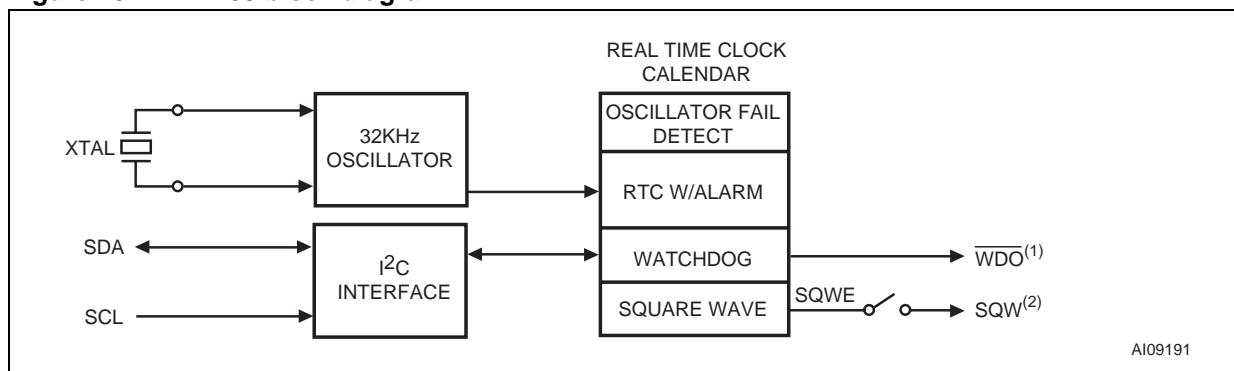 REAL TIME CLOCK
CALENDAR
OSCILLATOR FAIL
DETECT
XTAL
32KHz
OSCILLATOR
RTC W/ALARM
SDA
I2C
INTERFACE
WATCHDOG
WDO(1)
SCL
SQUARE WAVE
SQWE
SQW(2)
AI09191